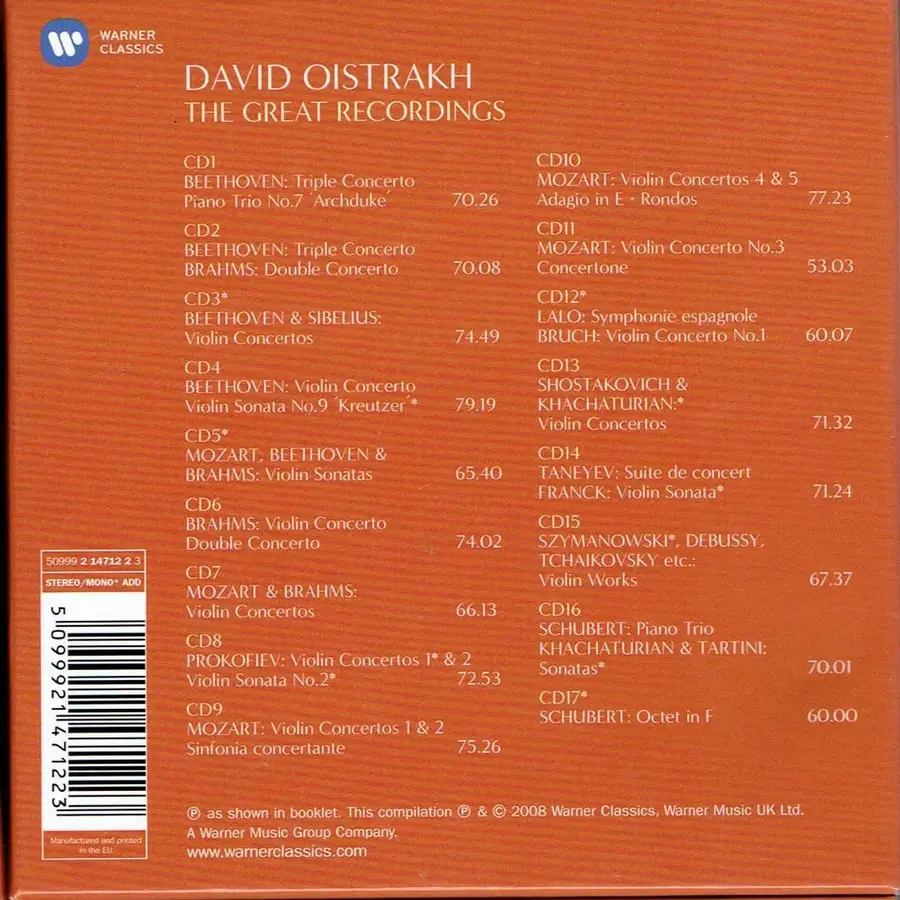 WARNER
CLASSICS
DAVID OISTRAKH
THE GREAT RECORDINGS
CD1
BEETHOVEN: Triple Concerto
Piano Trio No.7 ‘Archduke’ 70.26
CD2
BEETHOVEN: Triple Concerto
BRAHMS: Double Concerto 70.08
CD3*
BEETHOVEN & SIBELIUS:
Violin Concertos 74.49
CD4
BEETHOVEN: Violin Concerto
Violin Sonata No.9 ‘Kreutzer’* 79.19
CD5*
MOZART, BEETHOVEN &
BRAHMS: Violin Sonatas 65.40
CD6
BRAHMS: Violin Concerto
Double Concerto 74.02
CD7
MOZART & BRAHMS:
Violin Concertos 66.13
CD8
PROKOFIEV: Violin Concertos 1* & 2
Violin Sonata No.2* 72.53
CD9
MOZART: Violin Concertos 1 & 2
Sinfonia concertante 75.26
CD10
MOZART: Violin Concertos 4 & 5
Adagio in E · Rondos 77.23
CD11
MOZART: Violin Concerto No.3
Concertone 53.03
CD12*
LALO: Symphonie espagnole
BRUCH: Violin Concerto No.1 60.07
CD13
SHOSTAKOVICH &
KHACHATURIAN:*
Violin Concertos 71.32
CD14
TANEYEV: Suite de concert
FRANCK: Violin Sonata* 71.24
CD15
SZYMANOWSKI*, DEBUSSY,
TCHAIKOVSKY etc.:
Violin Works 67.37
CD16
SCHUBERT: Piano Trio
KHACHATURIAN & TARTINI:
Sonatas* 70.01
CD17*
SCHUBERT: Octet in F 60.00
50999 2 14712 2 3
STEREO/MONO* ADD
5 099921 471223
Manufactured and printed
in the EU
℗ as shown in booklet. This compilation ℗ & © 2008 Warner Classics, Warner Music UK Ltd.
A Warner Music Group Company.
www.warnerclassics.com